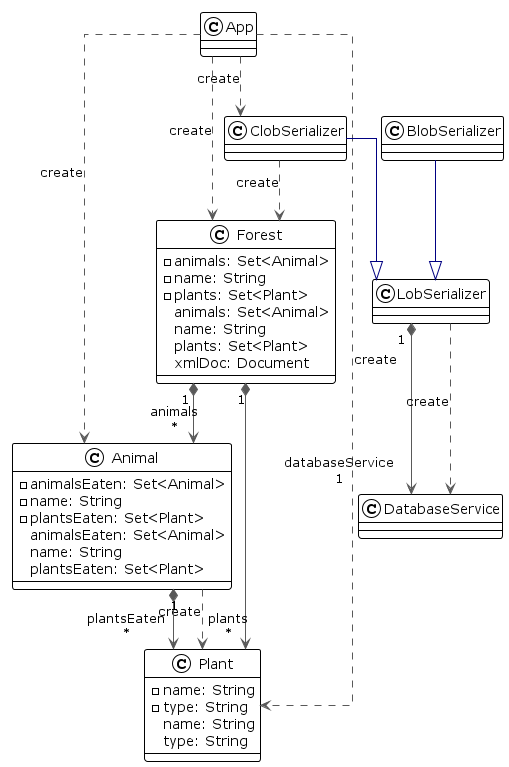 C App
create
create
C ClobSerializer
C BlobSerializer
create
create
C Forest
animals: Set<Animal>
name: String
plants: Set<Plant>
animals: Set<Animal>
name: String
plants: Set<Plant>
xmlDoc: Document
C LobSerializer
1
create
1
1
animals
*
create
C Animal
animalsEaten: Set<Animal>
name: String
plantsEaten: Set<Plant>
animalsEaten: Set<Animal>
name: String
plantsEaten: Set<Plant>
databaseService
1
C DatabaseService
1
create
plantsEaten
*
plants
*
C Plant
name: String
type: String
name: String
type: String